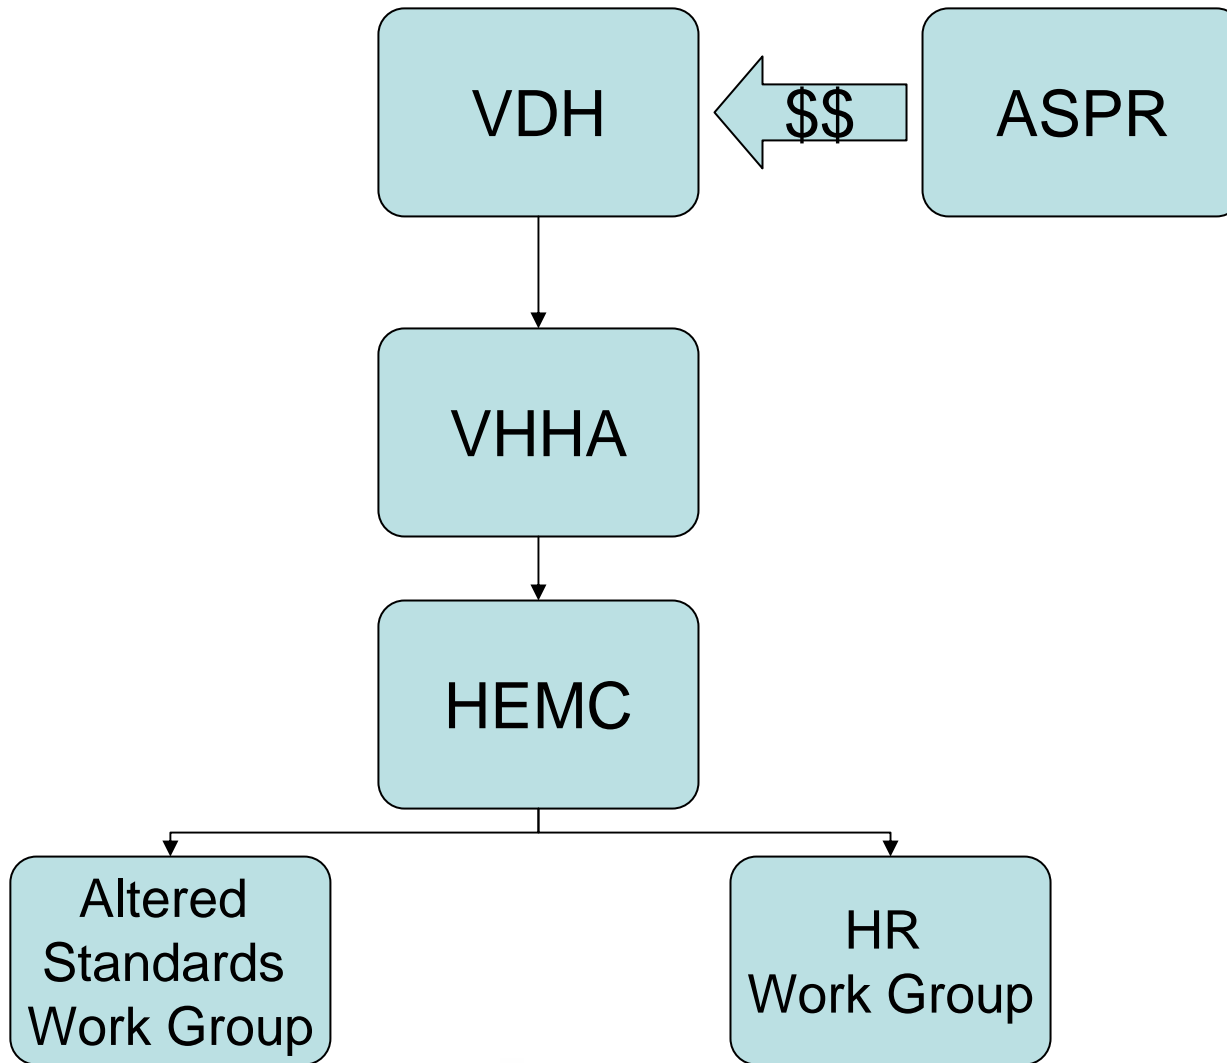 VDH
$$
ASPR
VHHA
HEMC
Altered
Standards
Work Group
HR
Work Group